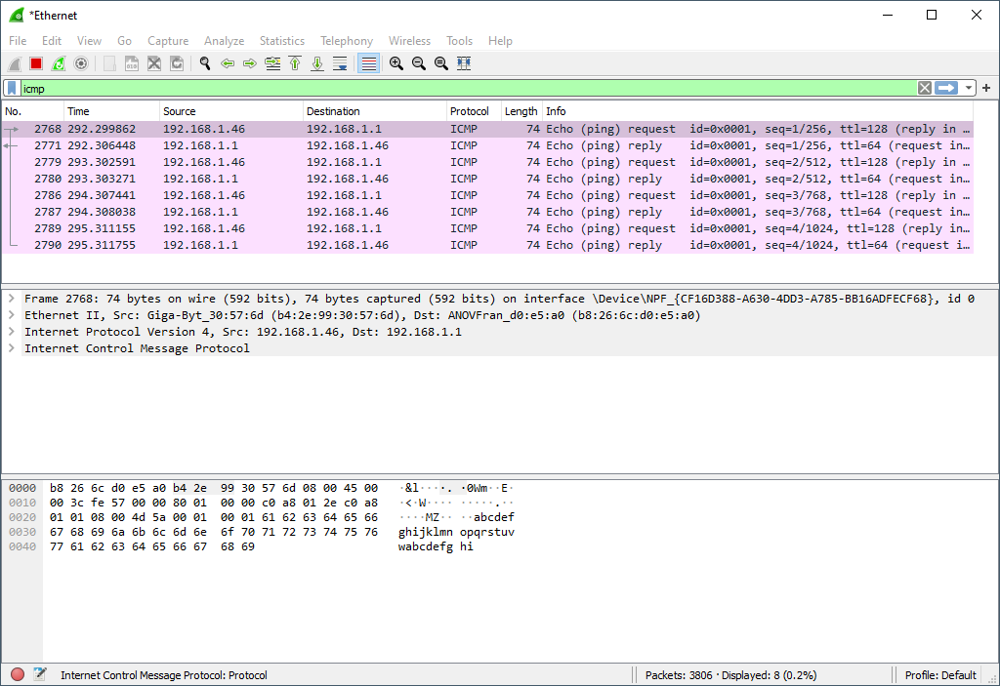 *Ethernet
File Edit View Go Capture Analyze Statistics Telephony Wireless Tools Help
icmp
No. Time Source Destination Protocol Length Info
2768 292.299862 192.168.1.46 192.168.1.1 ICMP 74 Echo (ping) request id=0x0001, seq=1/256, ttl=128 (reply in …
2771 292.306448 192.168.1.1 192.168.1.46 ICMP 74 Echo (ping) reply id=0x0001, seq=1/256, ttl=64 (request in…
2779 293.302591 192.168.1.46 192.168.1.1 ICMP 74 Echo (ping) request id=0x0001, seq=2/512, ttl=128 (reply in …
2780 293.303271 192.168.1.1 192.168.1.46 ICMP 74 Echo (ping) reply id=0x0001, seq=2/512, ttl=64 (request in…
2786 294.307441 192.168.1.46 192.168.1.1 ICMP 74 Echo (ping) request id=0x0001, seq=3/768, ttl=128 (reply in …
2787 294.308038 192.168.1.1 192.168.1.46 ICMP 74 Echo (ping) reply id=0x0001, seq=3/768, ttl=64 (request in…
2789 295.311155 192.168.1.46 192.168.1.1 ICMP 74 Echo (ping) request id=0x0001, seq=4/1024, ttl=128 (reply in…
2790 295.311755 192.168.1.1 192.168.1.46 ICMP 74 Echo (ping) reply id=0x0001, seq=4/1024, ttl=64 (request i…
Frame 2768: 74 bytes on wire (592 bits), 74 bytes captured (592 bits) on interface \Device\NPF_{CF16D388-A630-4DD3-A785-BB16ADFECF68}, id 0
Ethernet II, Src: Giga-Byt_30:57:6d (b4:2e:99:30:57:6d), Dst: ANOVFran_d0:e5:a0 (b8:26:6c:d0:e5:a0)
Internet Protocol Version 4, Src: 192.168.1.46, Dst: 192.168.1.1
Internet Control Message Protocol
0000 b8 26 6c d0 e5 a0 b4 2e 99 30 57 6d 08 00 45 00 ·&l····. ·0Wm··E·
0010 00 3c fe 57 00 00 80 01 00 00 c0 a8 01 2e c0 a8 ·<·W···· ·····.··
0020 01 01 08 00 4d 5a 00 01 00 01 61 62 63 64 65 66 ····MZ·· ··abcdef
0030 67 68 69 6a 6b 6c 6d 6e 6f 70 71 72 73 74 75 76 ghijklmn opqrstuv
0040 77 61 62 63 64 65 66 67 68 69 wabcdefg hi
Internet Control Message Protocol: Protocol Packets: 3806 · Displayed: 8 (0.2%) Profile: Default